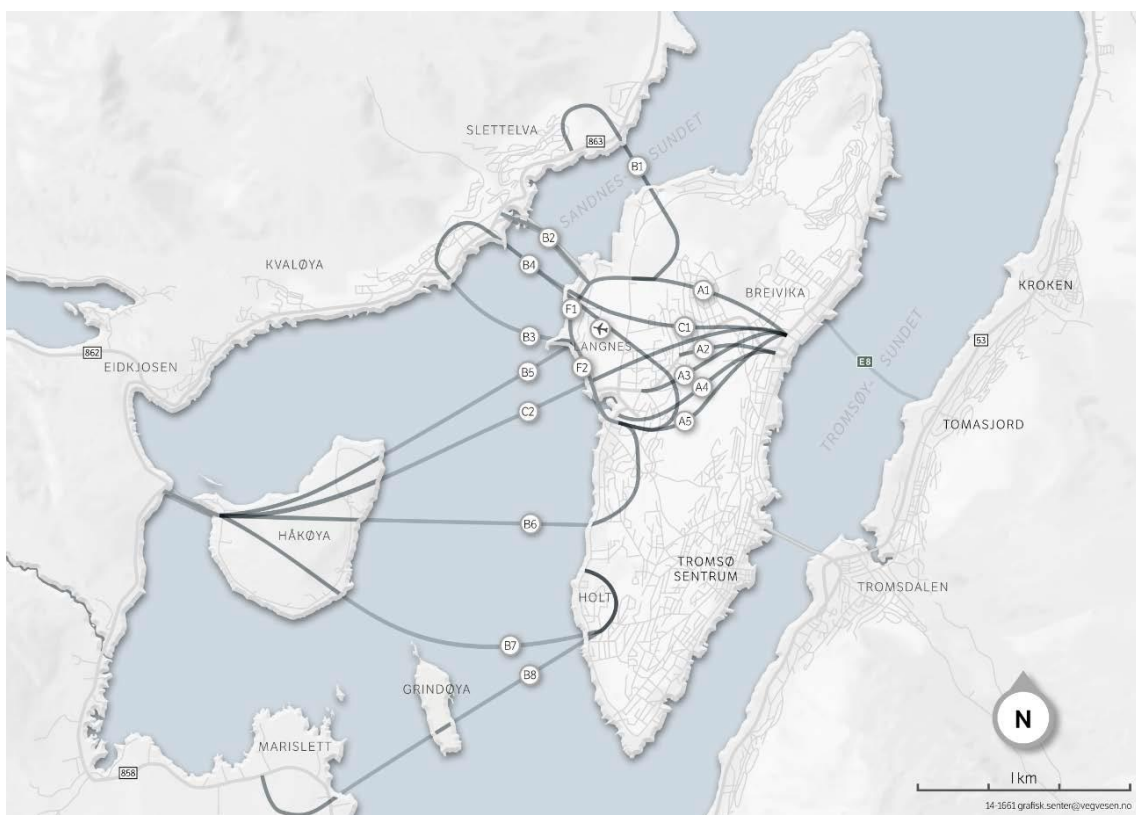 SLETTELVA
863
B1
SANDNES-
SUNDET
B2
B4
KVALØYA
F1
A1
BREIVIKA
KROKEN
C1
LANGNES
A2
53
862
EIDKJOSEN
B3
B5
F2
A3
A4
E8
TROMSØY-
SUNDET
C2
A5
TOMASJORD
HÅKØYA
B6
TROMSØ
SENTRUM
TROMSDALEN
HOLT
B7
B8
GRINDØYA
MARISLETT
858
N
1 km
14-1661 grafisk.senter@vegvesen.no